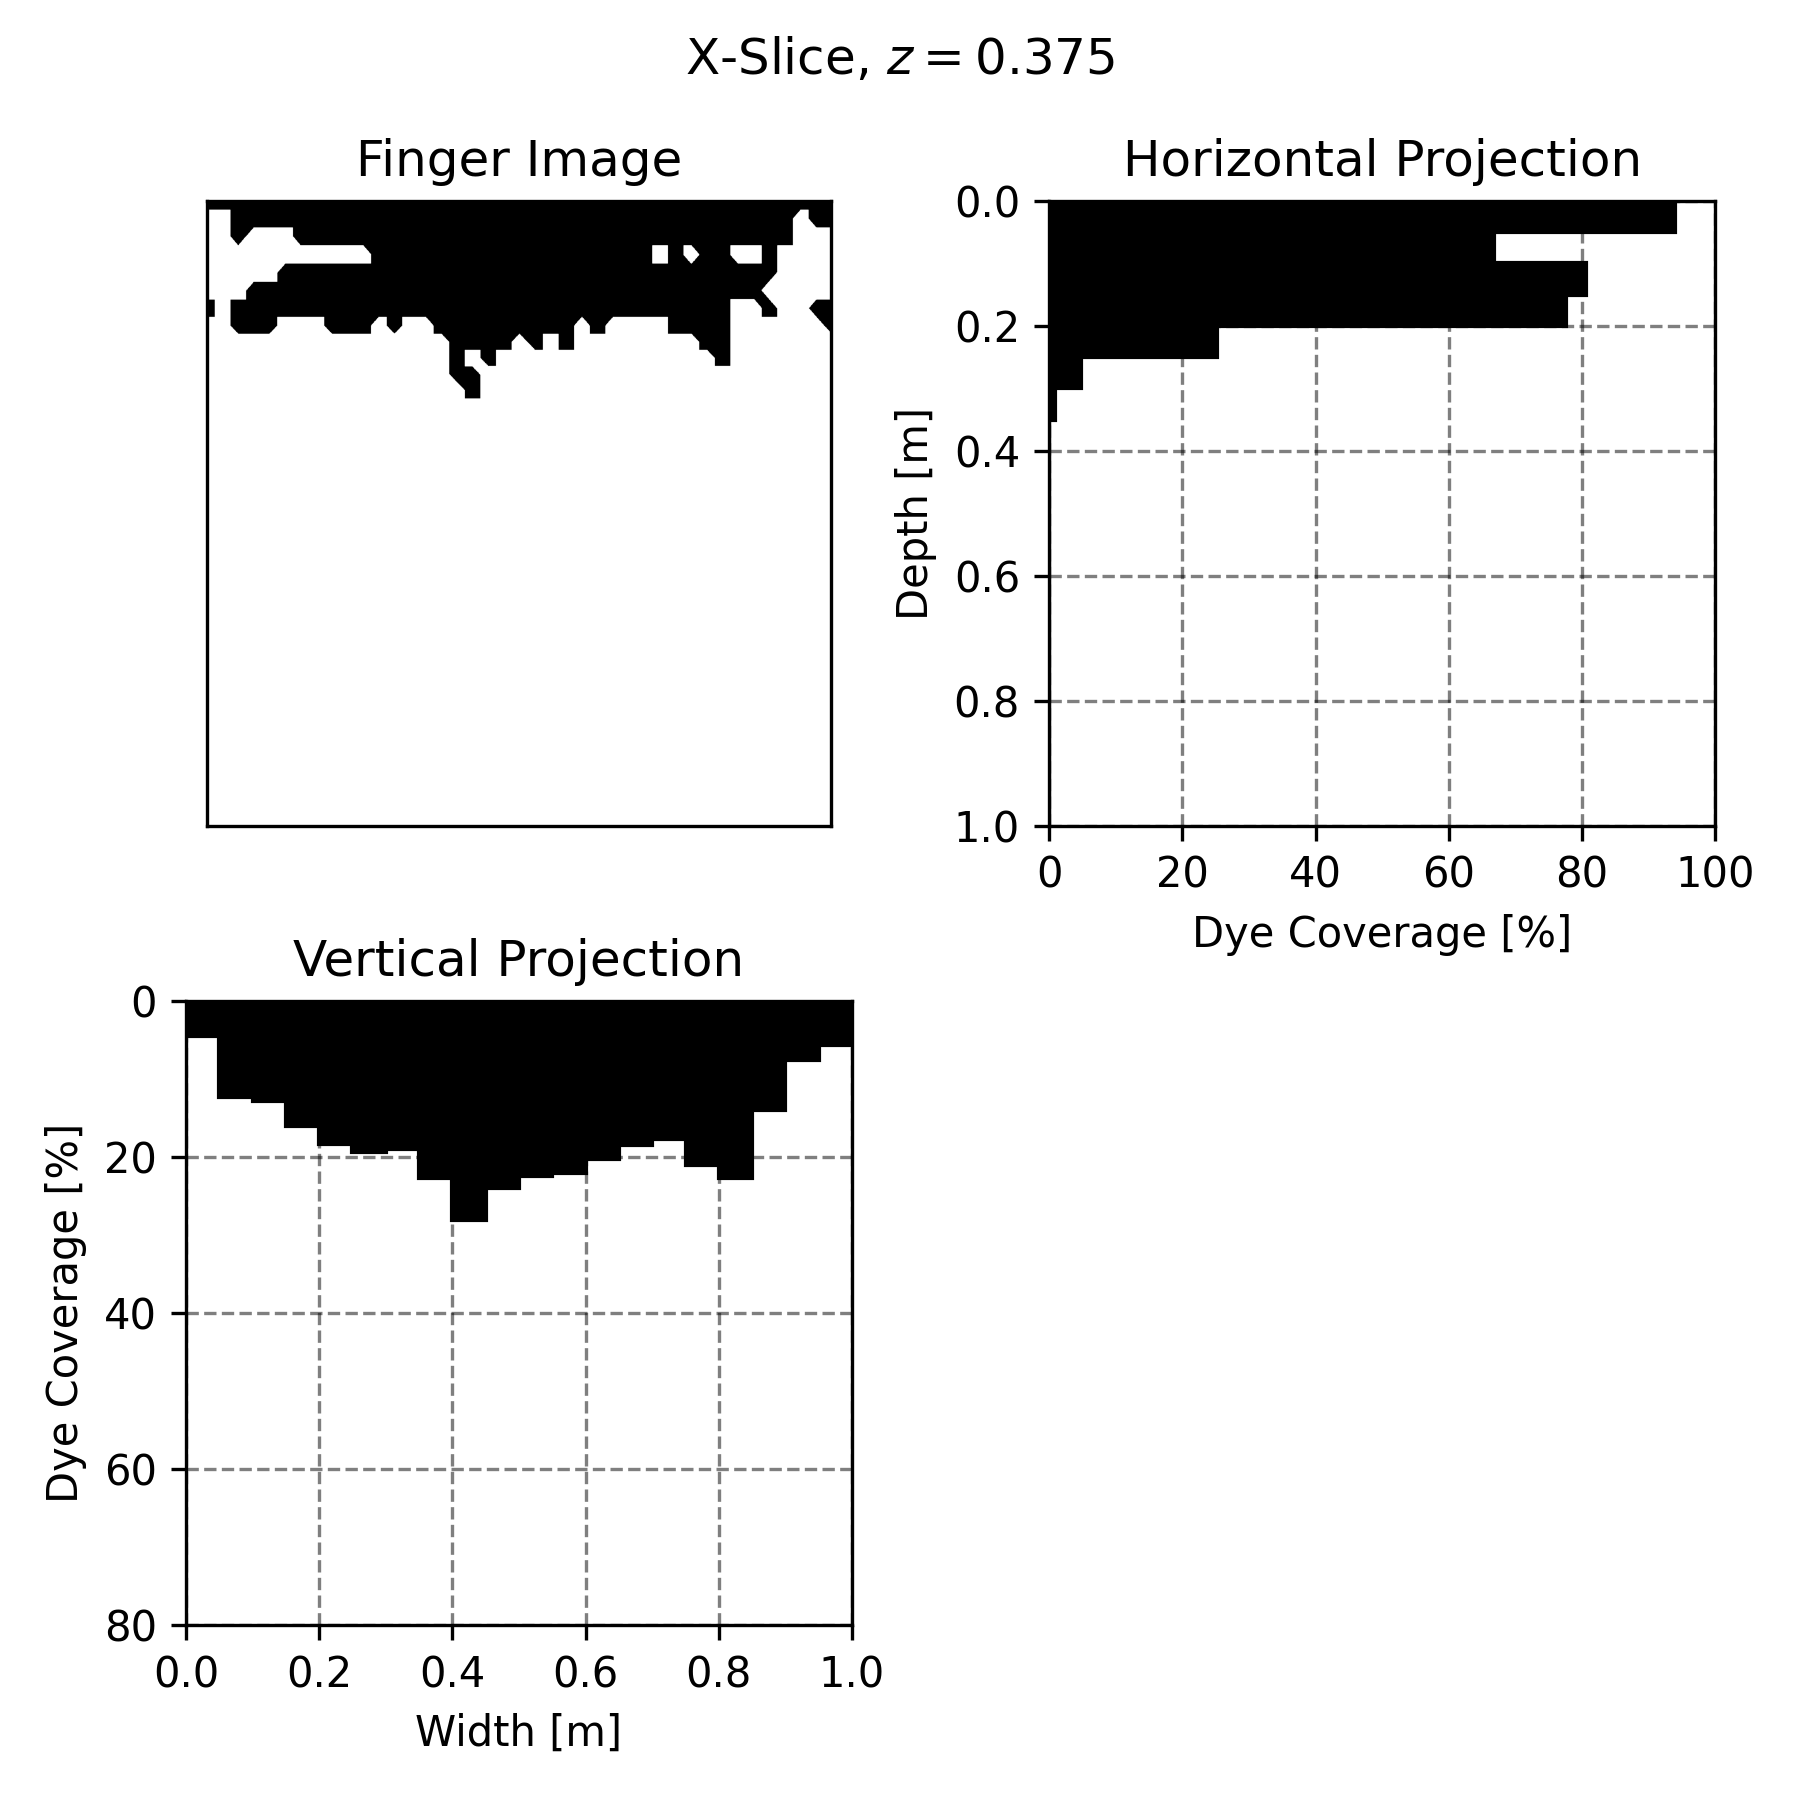 X-Slice, z = 0.375
Finger Image
Horizontal Projection
0.0
0.2
0.4
0.6
0.8
1.0
Depth [m]
0 20 40 60 80 100
Dye Coverage [%]
Vertical Projection
0
20
40
60
80
Dye Coverage [%]
0.0 0.2 0.4 0.6 0.8 1.0
Width [m]